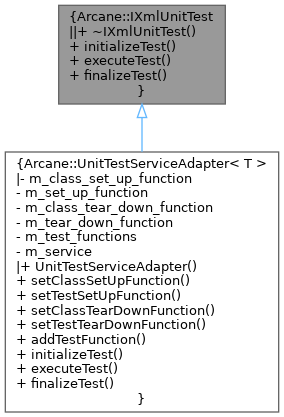 {Arcane::IXmlUnitTest
||+ ~IXmlUnitTest()
+ initializeTest()
+ executeTest()
+ finalizeTest()
}
{Arcane::UnitTestServiceAdapter< T >
|- m_class_set_up_function
- m_set_up_function
- m_class_tear_down_function
- m_tear_down_function
- m_test_functions
- m_service
|+ UnitTestServiceAdapter()
+ setClassSetUpFunction()
+ setTestSetUpFunction()
+ setClassTearDownFunction()
+ setTestTearDownFunction()
+ addTestFunction()
+ initializeTest()
+ executeTest()
+ finalizeTest()
}